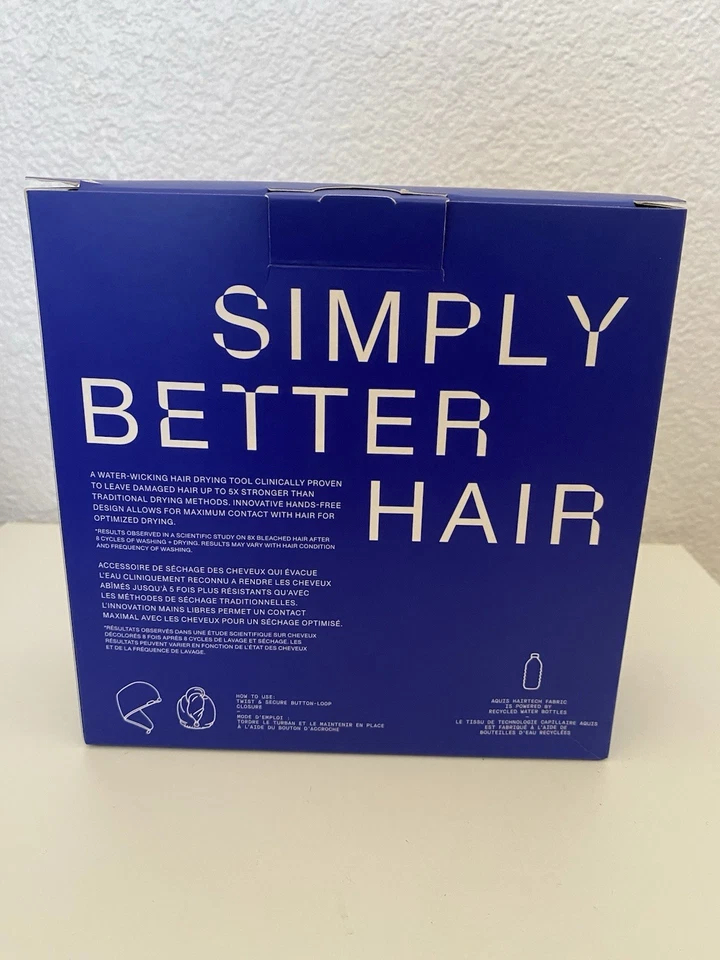 SIMPLY
BETTER
HAIR
A WATER-WICKING HAIR DRYING TOOL CLINICALLY PROVEN
TO LEAVE DAMAGED HAIR UP TO 5X STRONGER THAN
TRADITIONAL DRYING METHODS. INNOVATIVE HANDS-FREE
DESIGN ALLOWS FOR MAXIMUM CONTACT WITH HAIR FOR
OPTIMIZED DRYING.
*RESULTS OBSERVED IN A SCIENTIFIC STUDY ON 8X BLEACHED HAIR AFTER
8 CYCLES OF WASHING + DRYING. RESULTS MAY VARY WITH HAIR CONDITION
AND FREQUENCY OF WASHING.
ACCESSOIRE DE SÉCHAGE DES CHEVEUX QUI ÉVACUE
L'EAU CLINIQUEMENT RECONNU A RENDRE LES CHEVEUX
ABÎMÉS JUSQU'À 5 FOIS PLUS RÉSISTANTS QU'AVEC
LES MÉTHODES DE SÉCHAGE TRADITIONNELLES.
L'INNOVATION MAINS LIBRES PERMET UN CONTACT
MAXIMAL AVEC LES CHEVEUX POUR UN SÉCHAGE OPTIMISÉ.
*RÉSULTATS OBSERVÉS DANS UNE ÉTUDE SCIENTIFIQUE SUR CHEVEUX
DÉCOLORÉS 8 FOIS APRÈS 8 CYCLES DE LAVAGE ET SÉCHAGE. LES
RÉSULTATS PEUVENT VARIER EN FONCTION DE L'ÉTAT DES CHEVEUX
ET DE LA FRÉQUENCE DE LAVAGE.
HOW TO USE:
TWIST & SECURE BUTTON-LOOP
CLOSURE
–
MODE D'EMPLOI :
TORDRE LE TURBAN ET LE MAINTENIR EN PLACE
À L'AIDE DU BOUTON D'ACCROCHE
AQUIS HAIRTECH FABRIC
IS POWERED BY
RECYCLED WATER BOTTLES
–
LE TISSU DE TECHNOLOGIE CAPILLAIRE AQUIS
EST FABRIQUÉ À L'AIDE DE
BOUTEILLES D'EAU RECYCLÉES